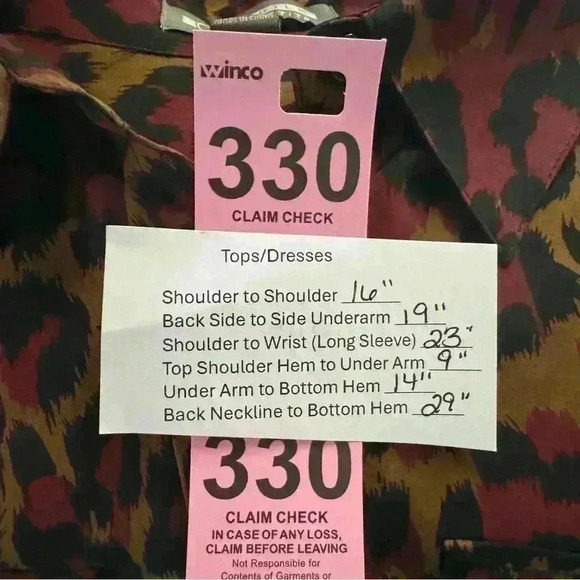 Winco
330
CLAIM CHECK
Tops/Dresses
Shoulder to Shoulder 16"
Back Side to Side Underarm 19"
Shoulder to Wrist (Long Sleeve) 23"
Top Shoulder Hem to Under Arm 9"
Under Arm to Bottom Hem 14"
Back Neckline to Bottom Hem 29"
330
CLAIM CHECK
IN CASE OF ANY LOSS,
CLAIM BEFORE LEAVING
Not Responsible for
Contents of Garments or